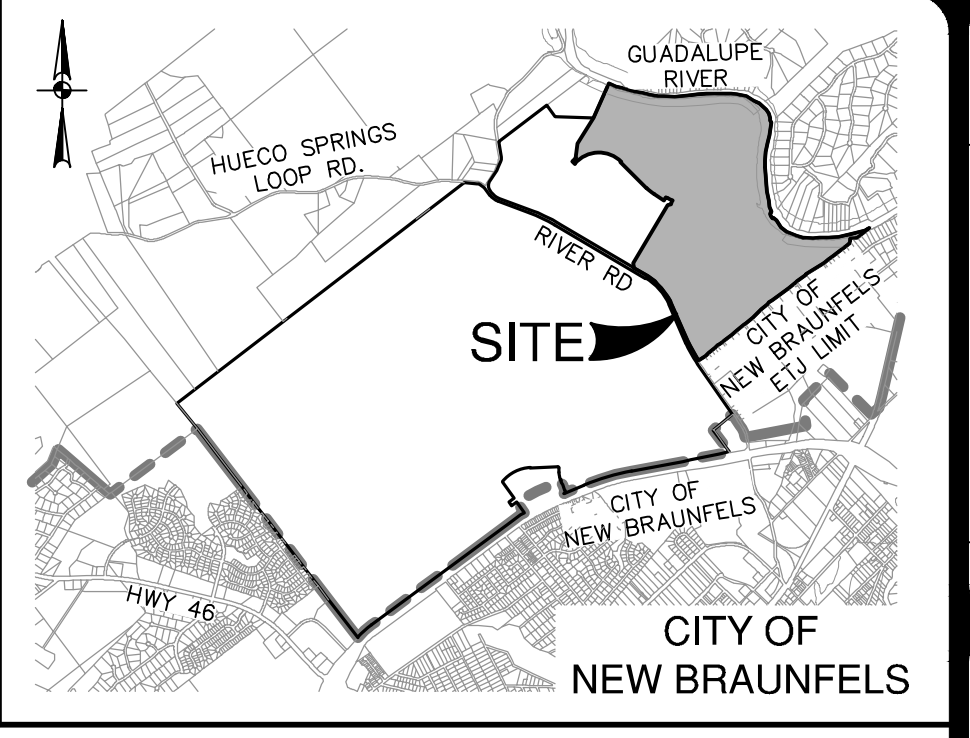 GUADALUPE
RIVER
HUECO SPRINGS
LOOP RD.
RIVER RD
SITE
CITY OF
NEW BRAUNFELS
ETJ LIMIT
CITY OF
NEW BRAUNFELS
HWY 46
CITY OF
NEW BRAUNFELS